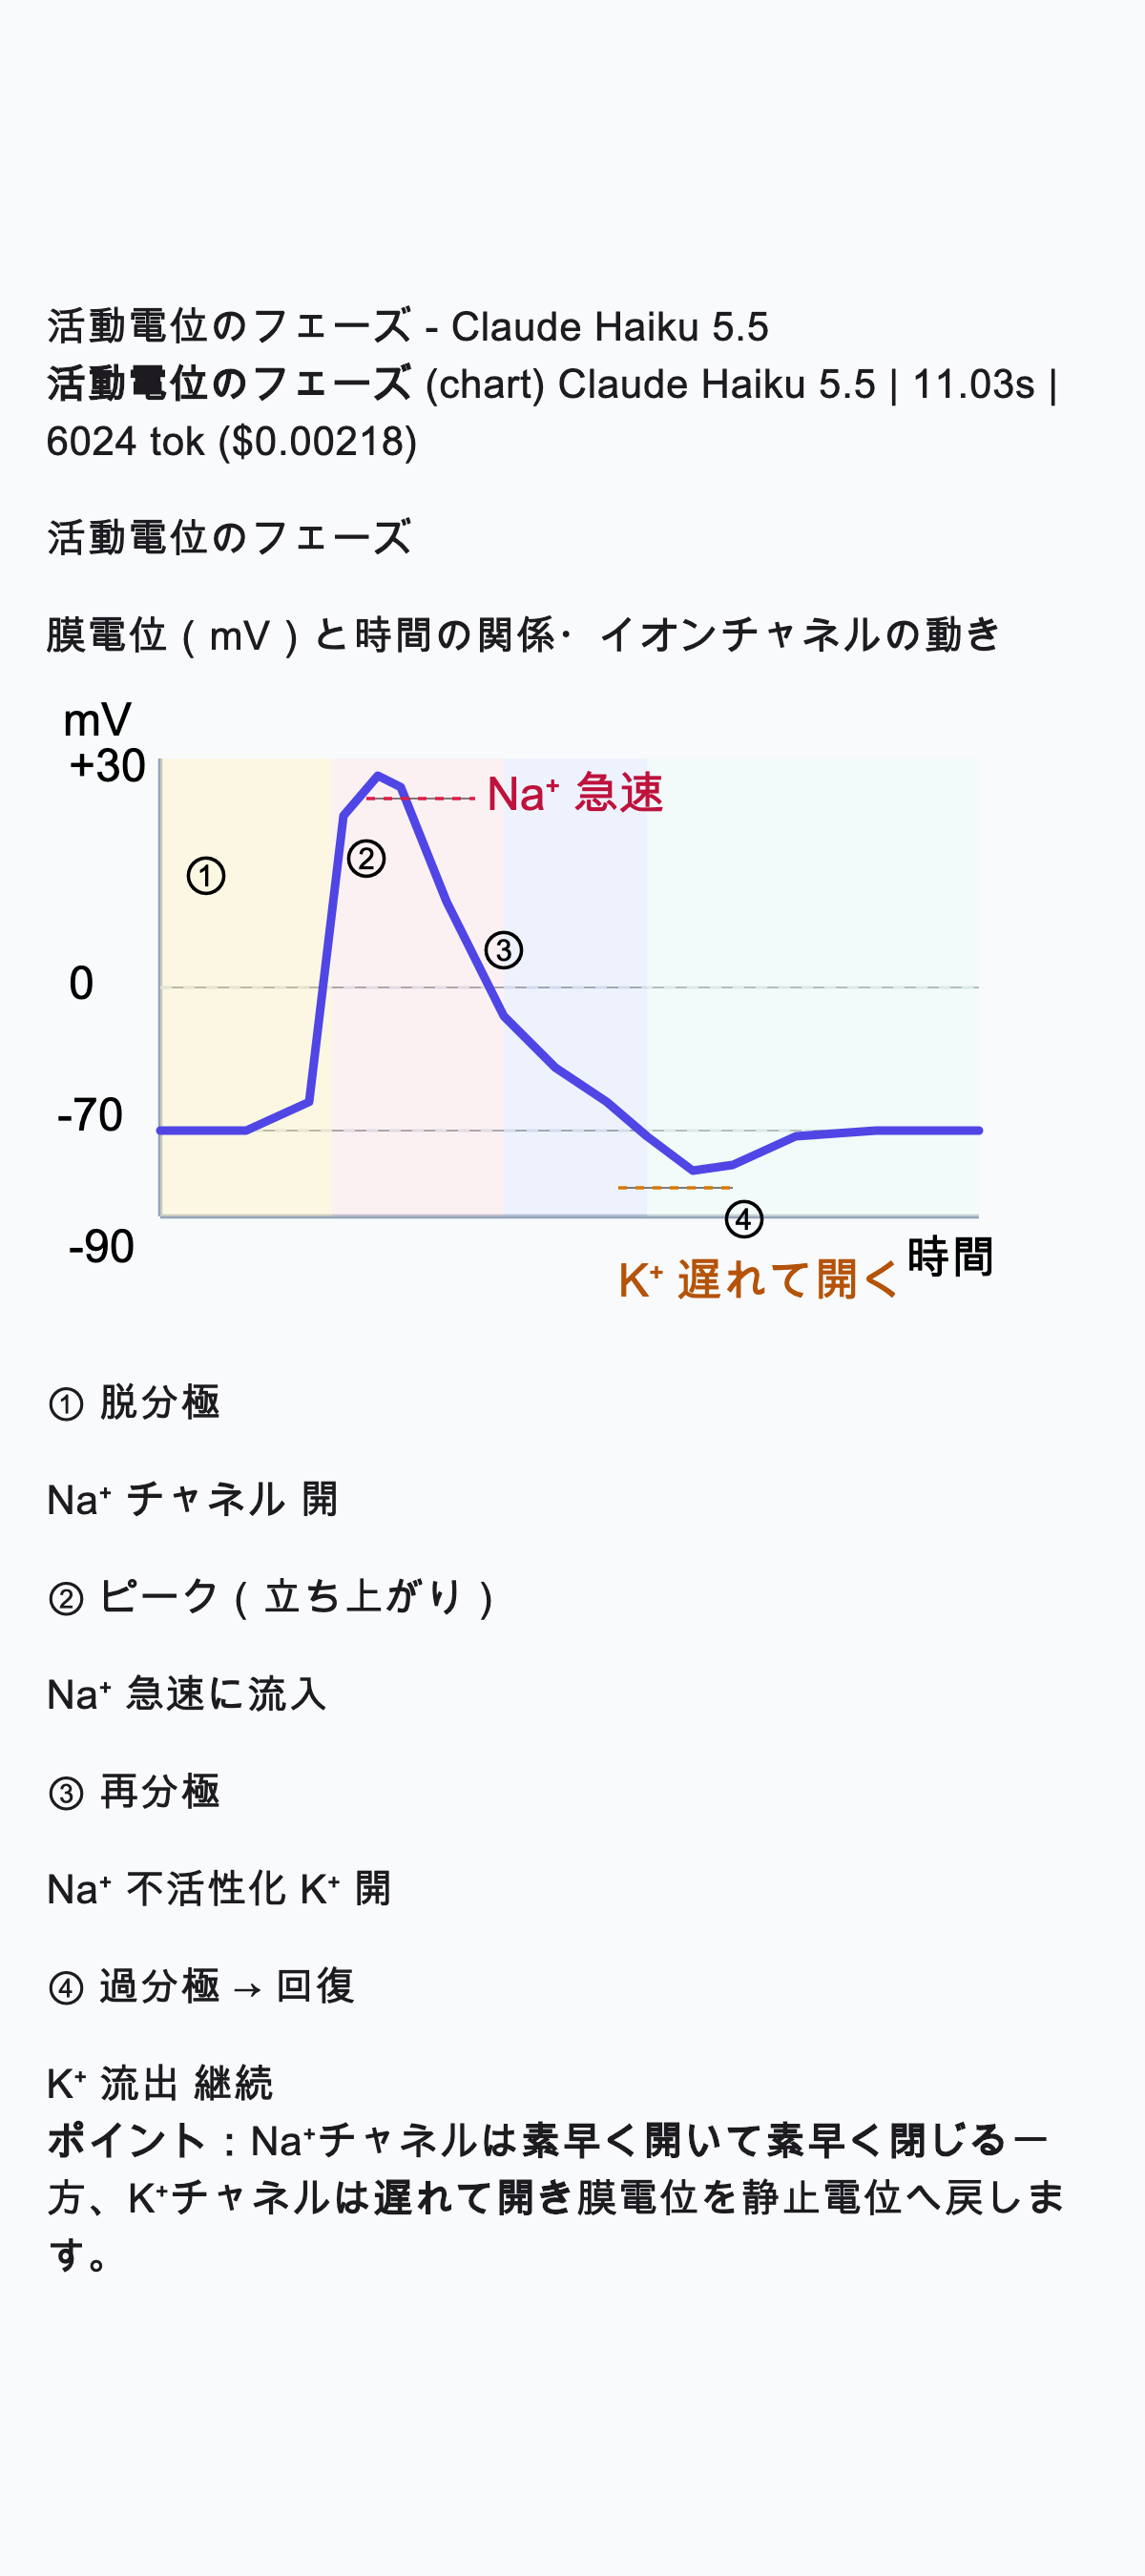 活動電位のフェーズ - Claude Haiku 5.5
活動電位のフェーズ (chart) Claude Haiku 5.5 | 11.03s |
6024 tok ($0.00218)
活動電位のフェーズ
膜電位（mV）と時間の関係・イオンチャネルの動き
mV
+30
Na⁺ 急速
②
①
③
0
-70
④
-90
時間
K⁺ 遅れて開く
① 脱分極
Na⁺ チャネル 開
② ピーク（立ち上がり）
Na⁺ 急速に流入
③ 再分極
Na⁺ 不活性化 K⁺ 開
④ 過分極 → 回復
K⁺ 流出 継続
ポイント：Na⁺チャネルは素早く開いて素早く閉じる一
方、K⁺チャネルは遅れて開き膜電位を静止電位へ戻しま
す。